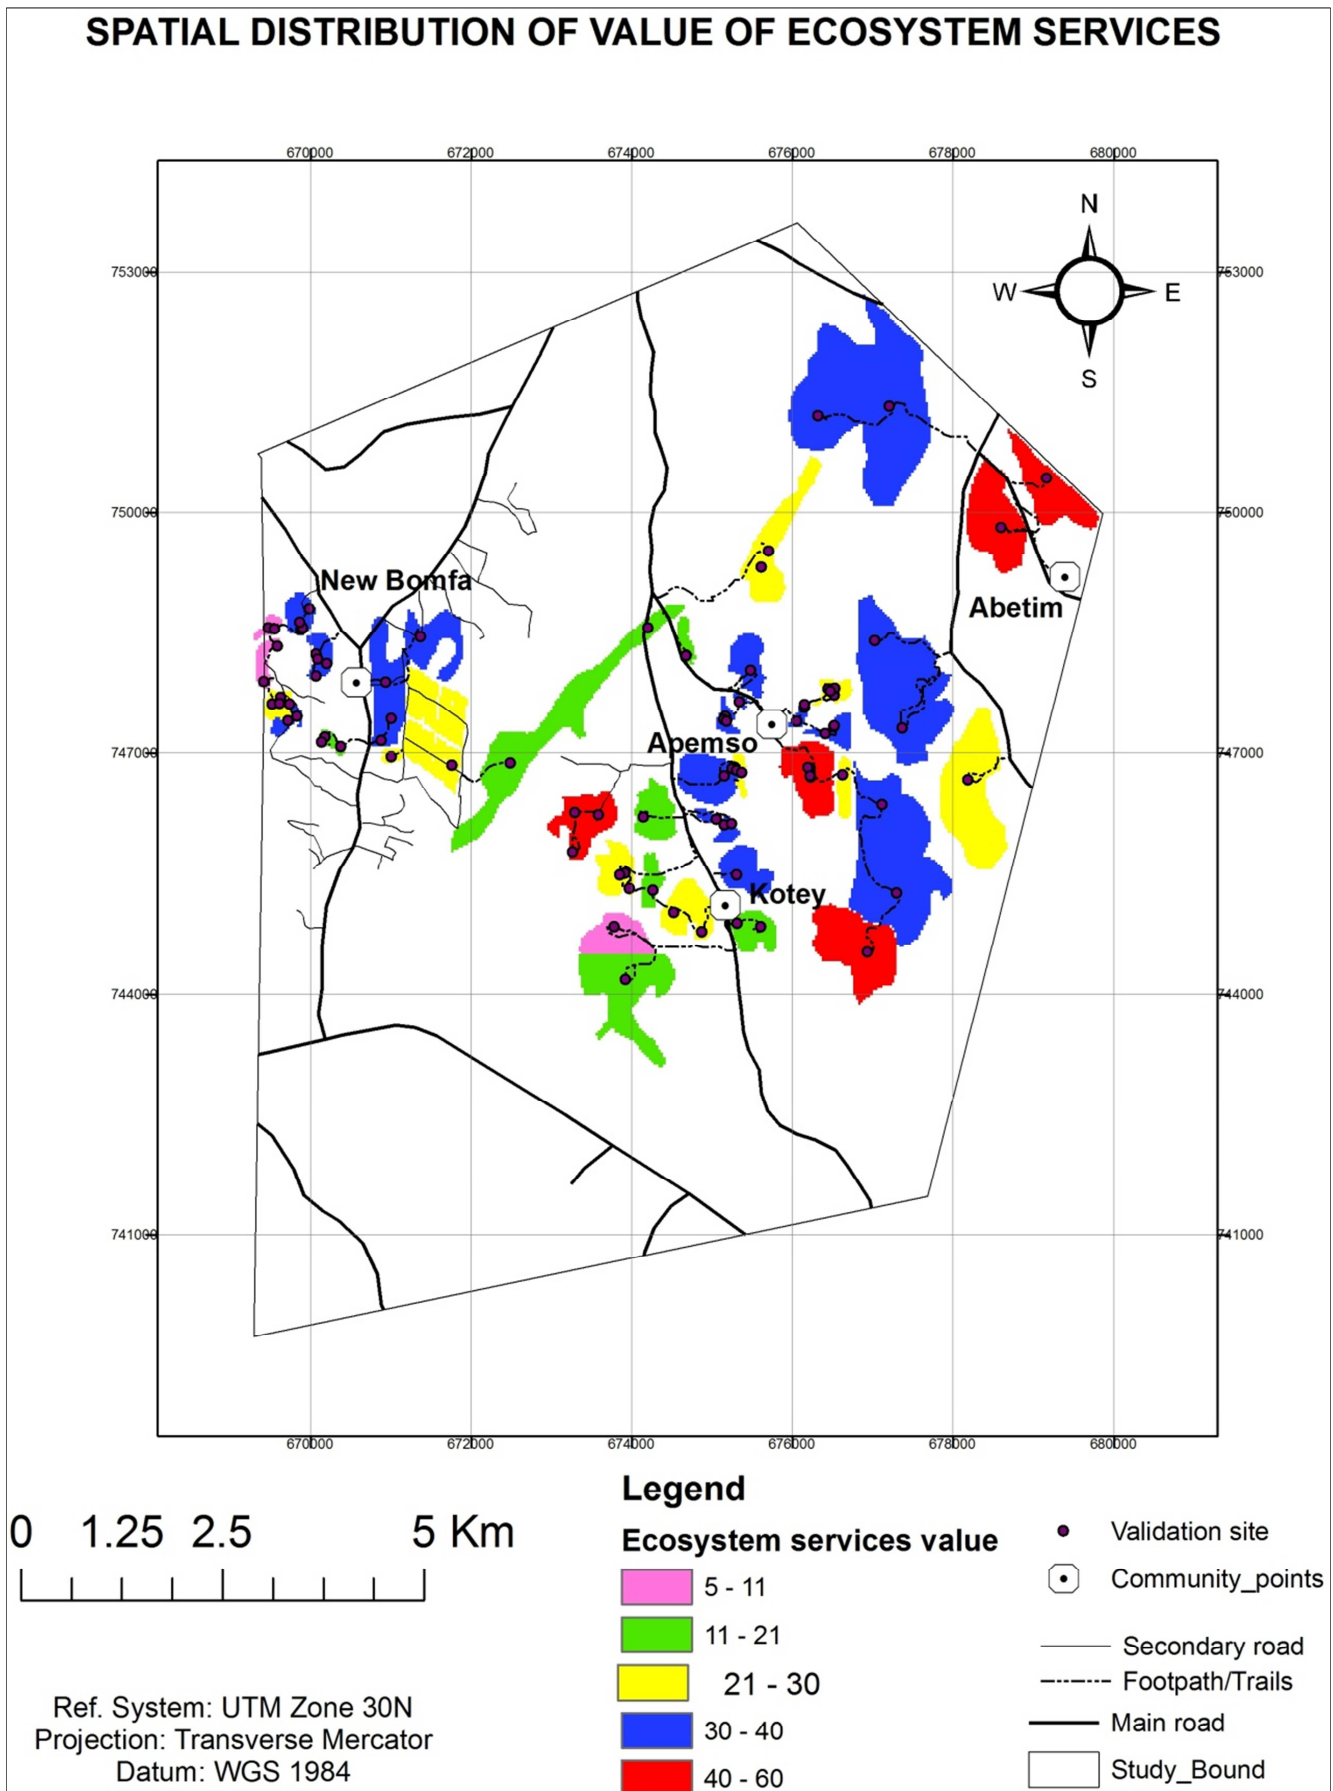 SPATIAL DISTRIBUTION OF VALUE OF ECOSYSTEM SERVICES
670000 672000 674000 676000 678000 680000
N
W E
S
753000 753000
750000 750000
New Bomfa
Abetim
747000 747000
Apemso
Kotey
744000 744000
741000 741000
670000 672000 674000 676000 678000 680000
0 1.25 2.5 5 Km
Ref. System: UTM Zone 30N
Projection: Transverse Mercator
Datum: WGS 1984
Legend
Ecosystem services value
5 - 11
11 - 21
21 - 30
30 - 40
40 - 60
Validation site
Community_points
Secondary road
Footpath/Trails
Main road
Study_Bound